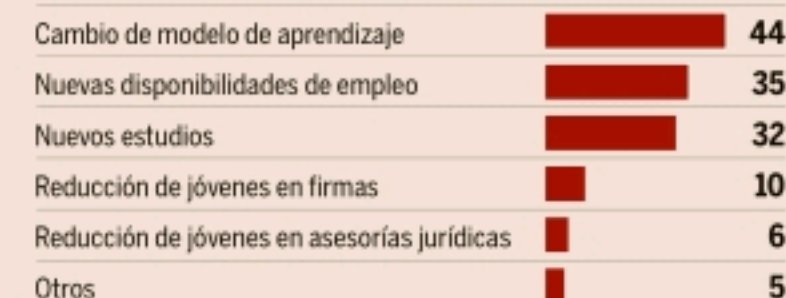 Cambio de modelo de aprendizaje 44
Nuevas disponibilidades de empleo 35
Nuevos estudios 32
Reducción de jóvenes en firmas 10
Reducción de jóvenes en asesorías jurídicas 6
Otros 5